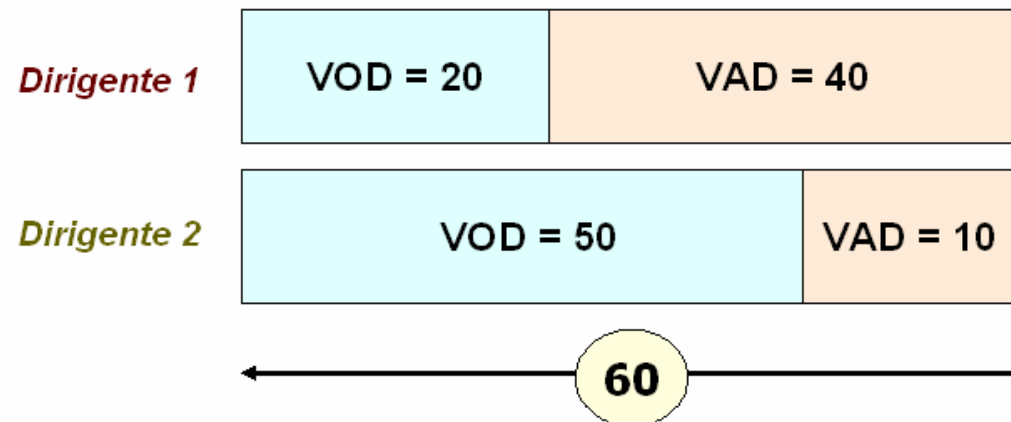 Dirigente 1 VOD = 20 VAD = 40
Dirigente 2 VOD = 50 VAD = 10
60